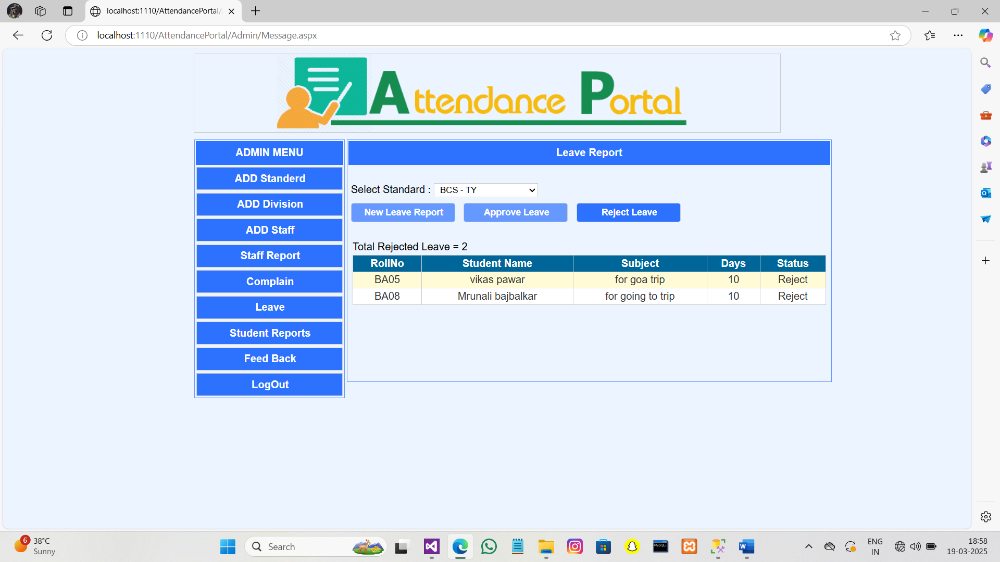 localhost:1110/AttendancePortal/
localhost:1110/AttendancePortal/Admin/Message.aspx
Attendance Portal
ADMIN MENU
ADD Standerd
ADD Division
ADD Staff
Staff Report
Complain
Leave
Student Reports
Feed Back
LogOut
Leave Report
Select Standard : BCS - TY
New Leave Report Approve Leave Reject Leave
Total Rejected Leave = 2
RollNo Student Name Subject Days Status
BA05 vikas pawar for goa trip 10 Reject
BA08 Mrunali bajbalkar for going to trip 10 Reject
6
38°C
Sunny
Search
MySQL
W
ENG
IN
18:58
19-03-2025